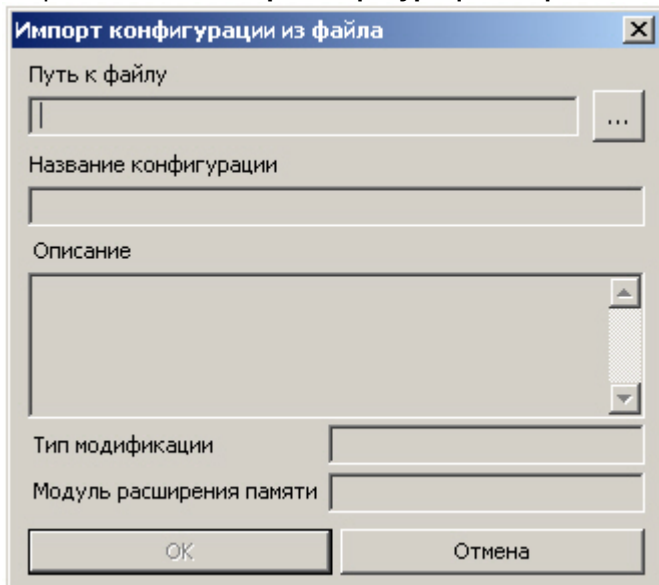 Импорт конфигурации из файла
Путь к файлу
...
Название конфигурации
Описание
Тип модификации
Модуль расширения памяти
OK Отмена